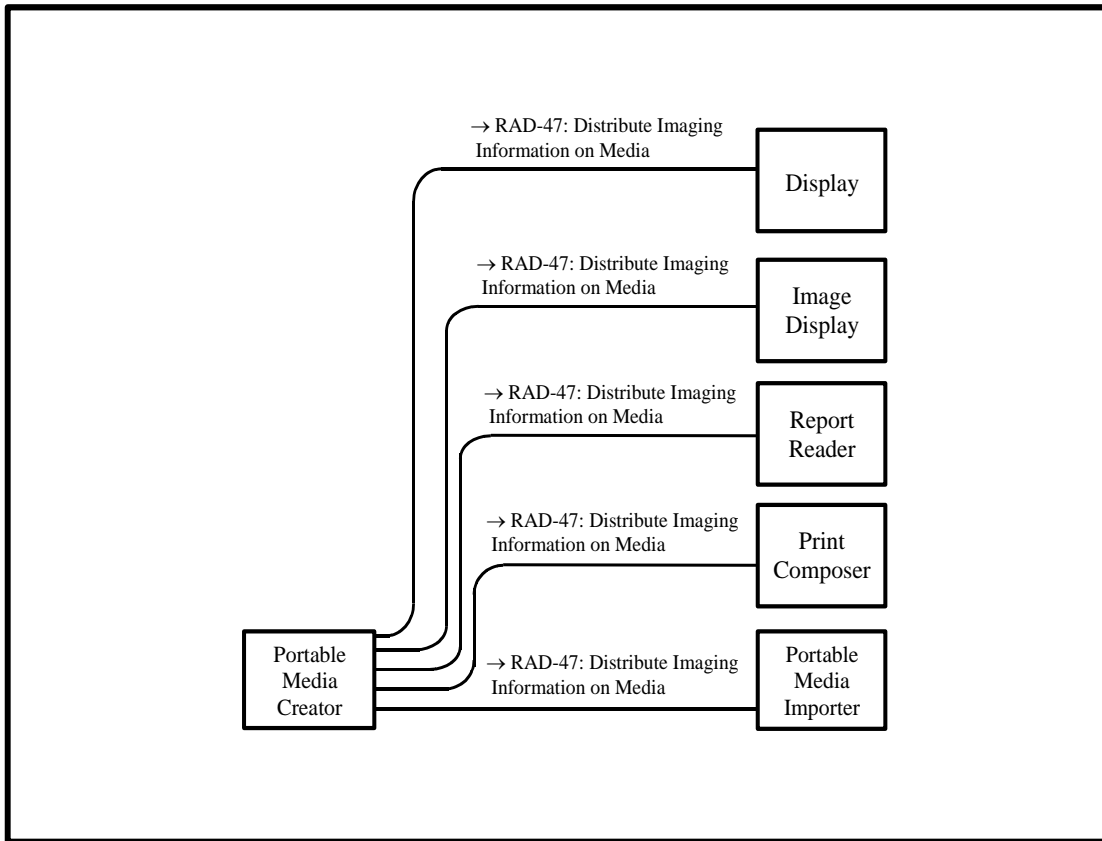 → RAD-47: Distribute Imaging
Information on Media
Display
→ RAD-47: Distribute Imaging
Information on Media
Image
Display
→ RAD-47: Distribute Imaging
Information on Media
Report
Reader
→ RAD-47: Distribute Imaging
Information on Media
Print
Composer
Portable
Media
Creator
→ RAD-47: Distribute Imaging
Information on Media
Portable
Media
Importer